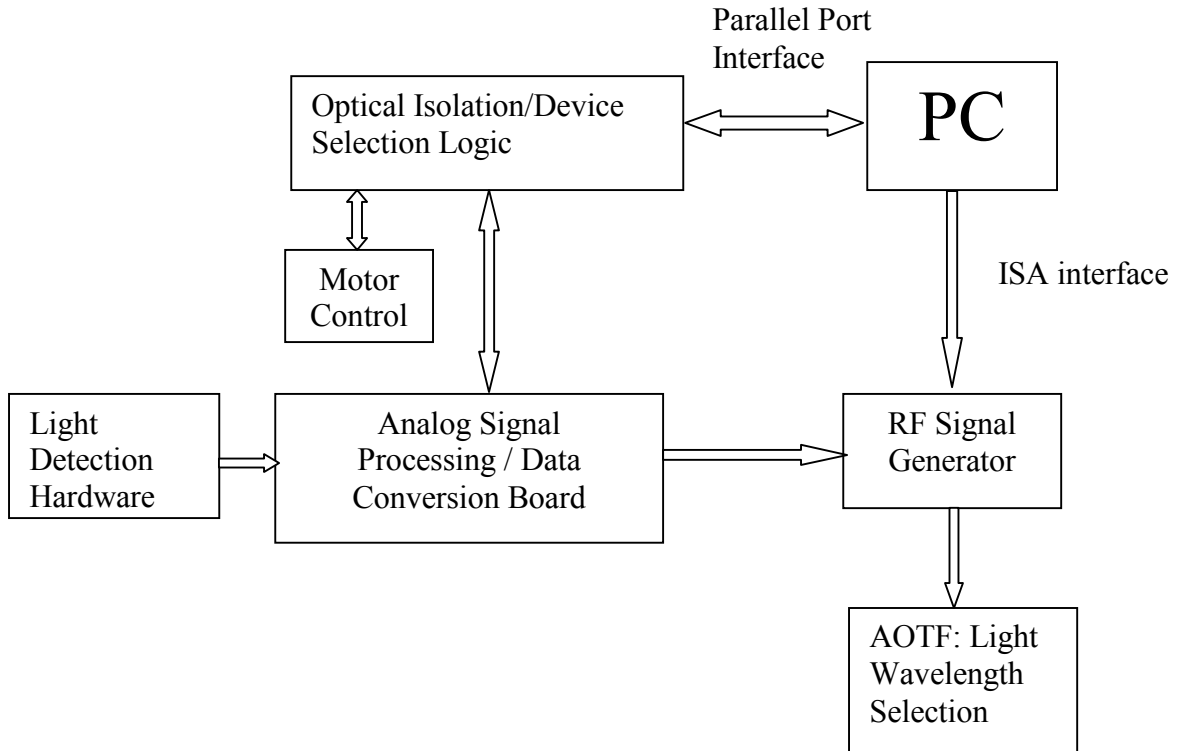 Parallel Port
Interface
Optical Isolation/Device
Selection Logic
PC
Motor
Control
ISA interface
Light
Detection
Hardware
Analog Signal
Processing / Data
Conversion Board
RF Signal
Generator
AOTF: Light
Wavelength
Selection